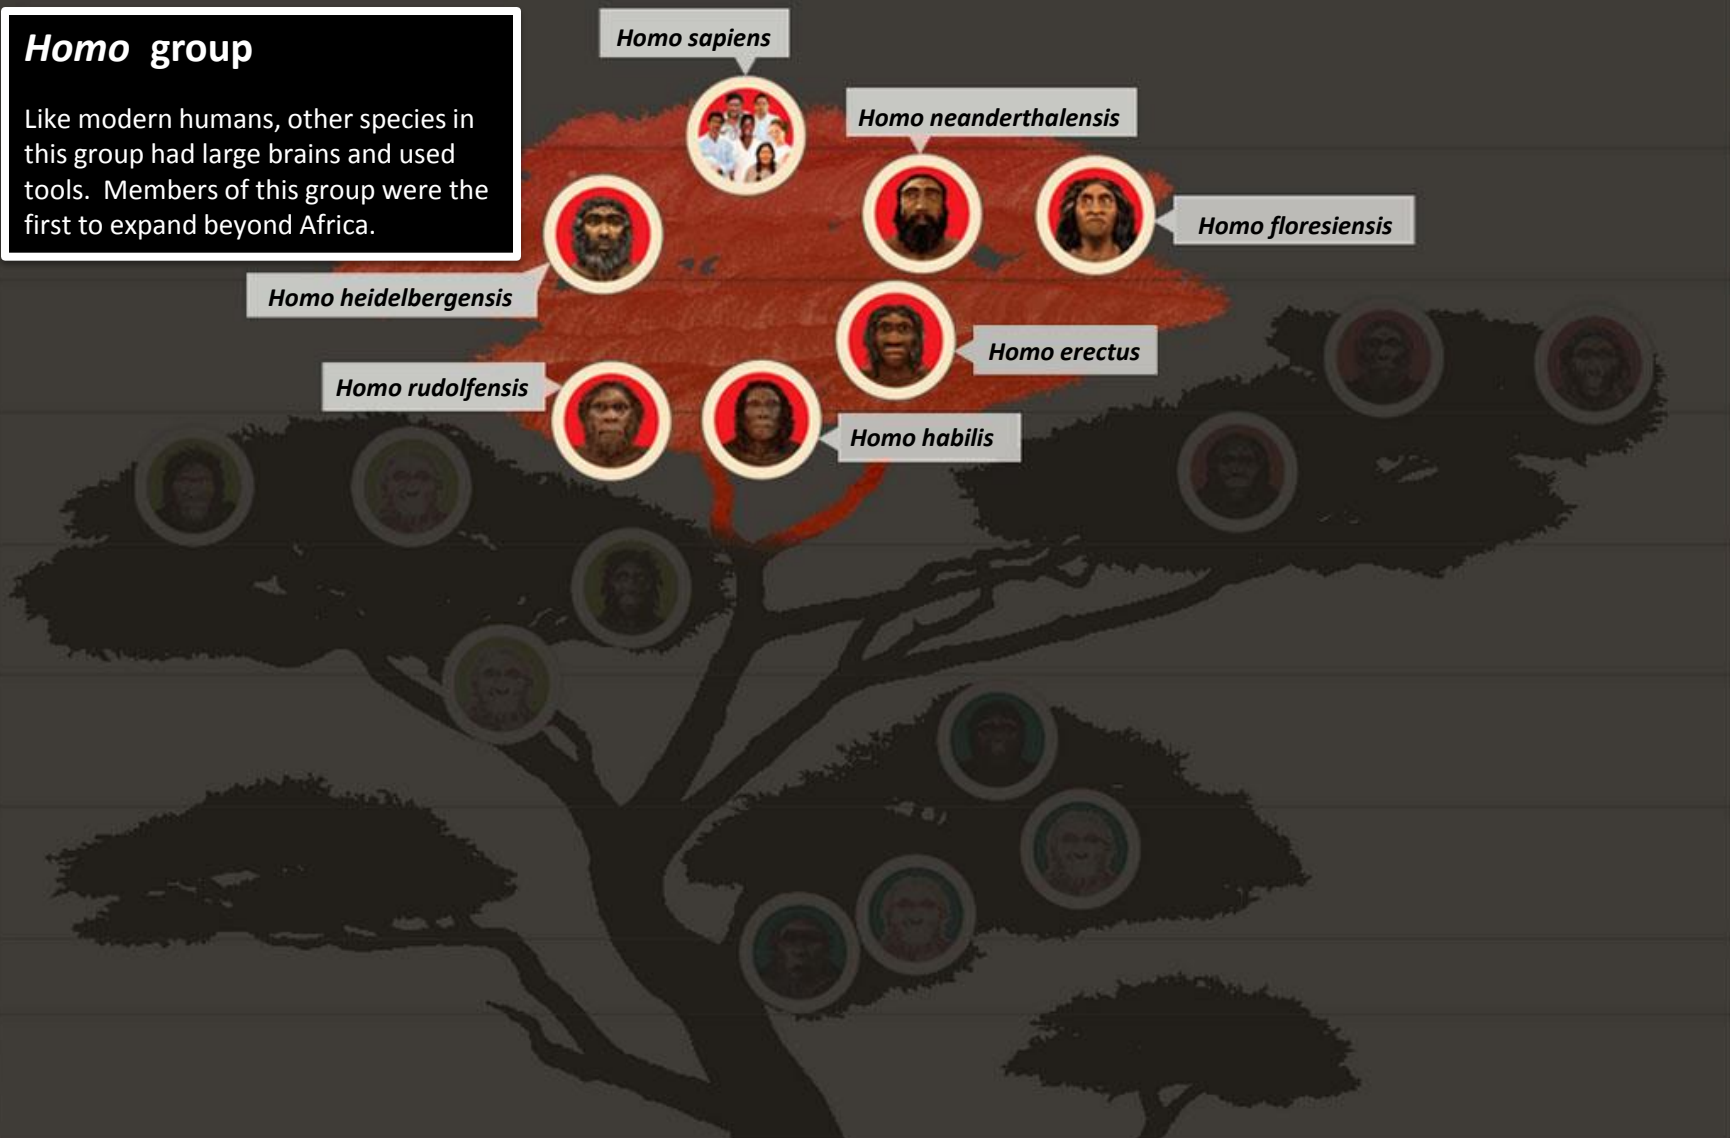 Homo group
Like modern humans, other species in
this group had large brains and used
tools. Members of this group were the
first to expand beyond Africa.
Homo sapiens
Homo neanderthalensis
Homo floresiensis
Homo heidelbergensis
Homo erectus
Homo rudolfensis
Homo habilis